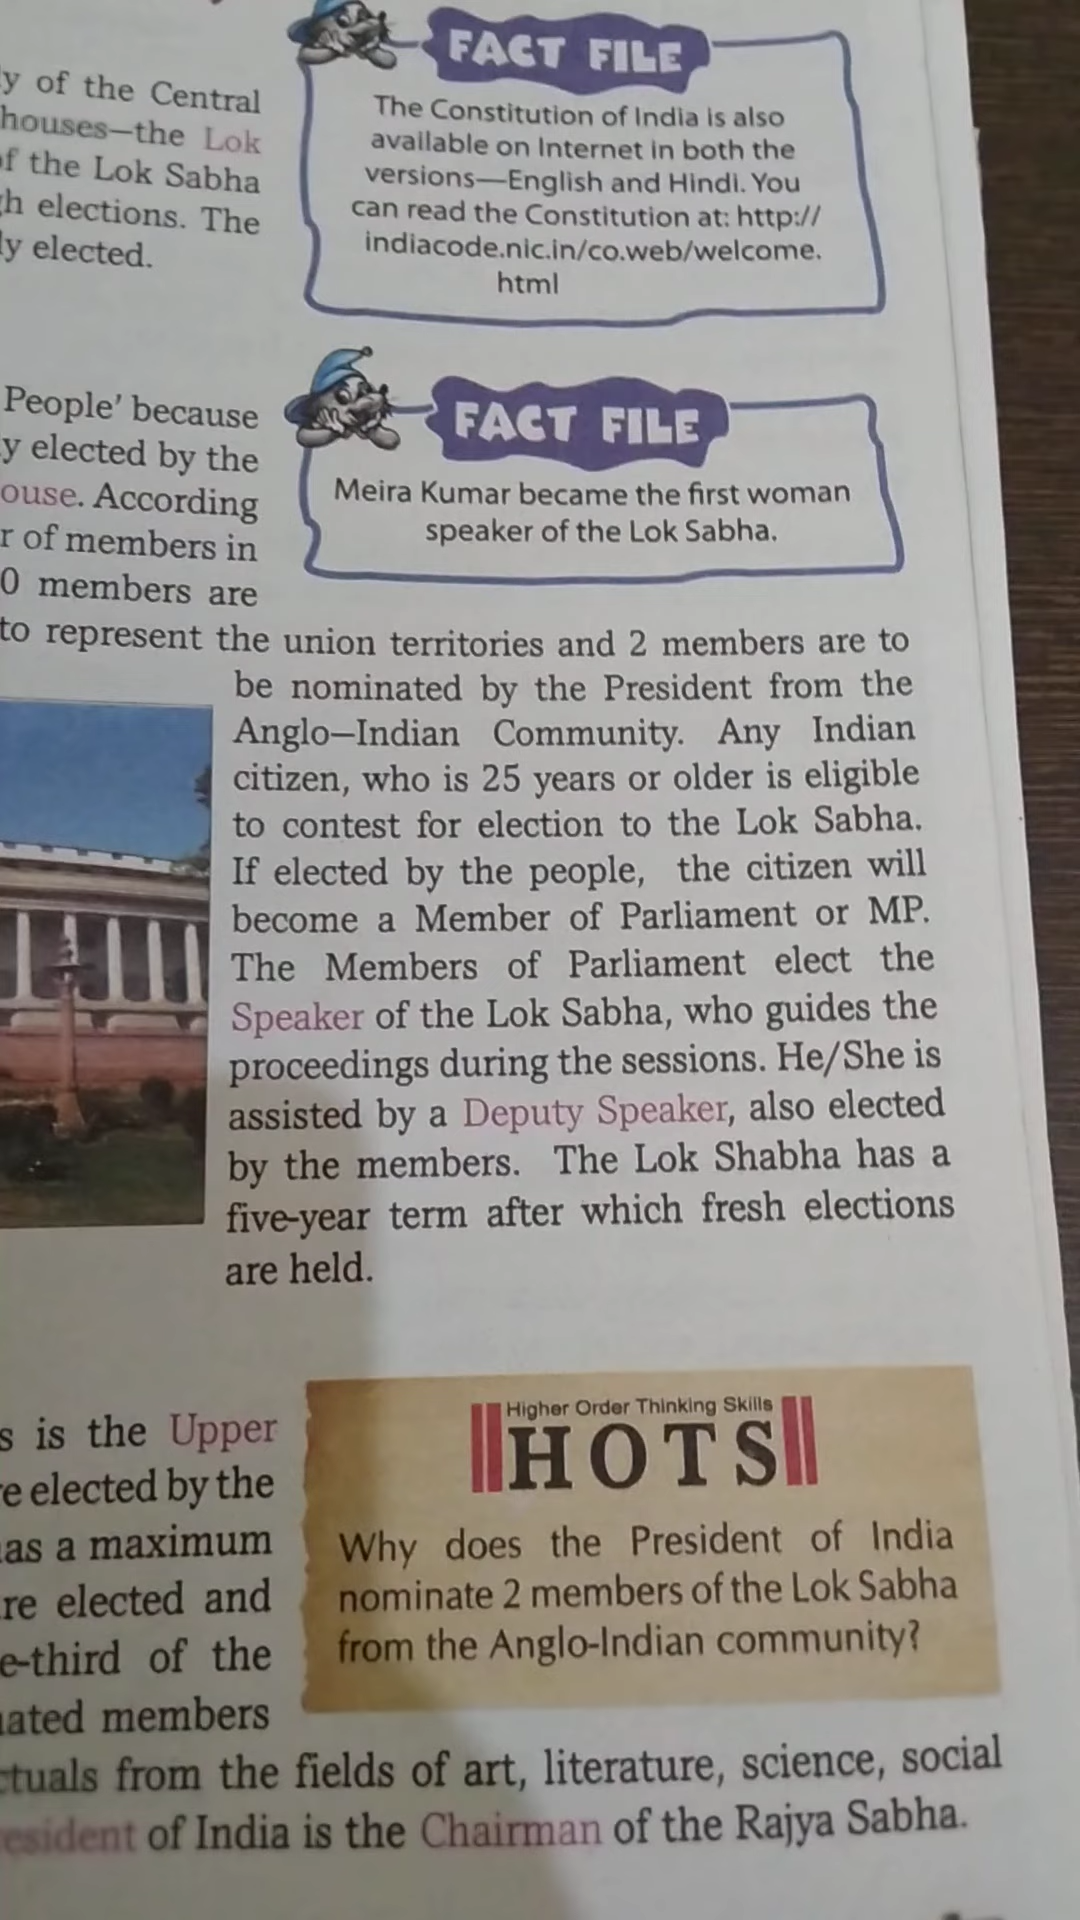 FACT FILE
The Constitution of India is also
available on Internet in both the
versions—English and Hindi. You
can read the Constitution at: http://
indiacode.nic.in/co.web/welcome.
html
y of the Central
houses—the Lok
of the Lok Sabha
gh elections. The
ly elected.
FACT FILE
Meira Kumar became the first woman
speaker of the Lok Sabha.
People' because
y elected by the
ouse. According
r of members in
0 members are
to represent the union territories and 2 members are to
be nominated by the President from the
Anglo—Indian Community. Any Indian
citizen, who is 25 years or older is eligible
to contest for election to the Lok Sabha.
If elected by the people, the citizen will
become a Member of Parliament or MP.
The Members of Parliament elect the
Speaker of the Lok Sabha, who guides the
proceedings during the sessions. He/She is
assisted by a Deputy Speaker, also elected
by the members. The Lok Shabha has a
five-year term after which fresh elections
are held.
s is the Upper
e elected by the
as a maximum
re elected and
e-third of the
nated members
ctuals from the fields of art, literature, science, social
esident of India is the Chairman of the Rajya Sabha.
Higher Order Thinking Skills
HOTS
Why does the President of India
nominate 2 members of the Lok Sabha
from the Anglo-Indian community?